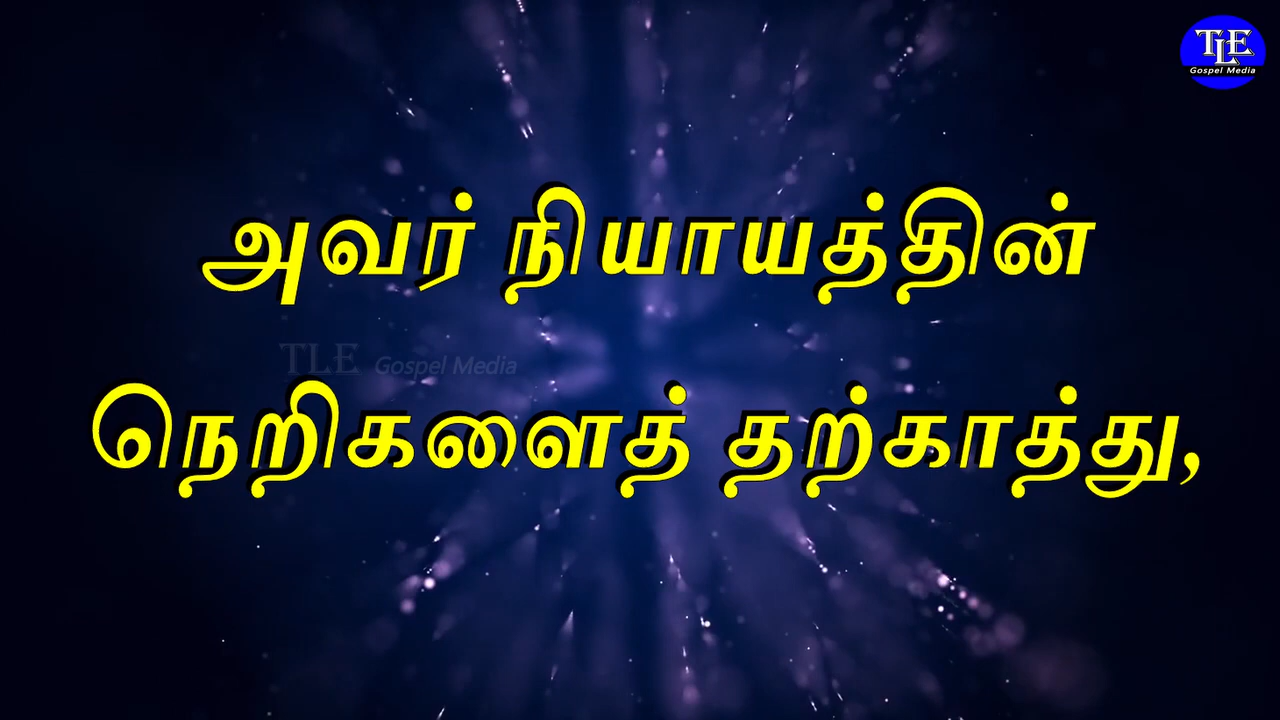 TLE
Gospel Media
அவர் நியாயத்தின்
TLE Gospel Media
நெறிகளைத் தற்காத்து,